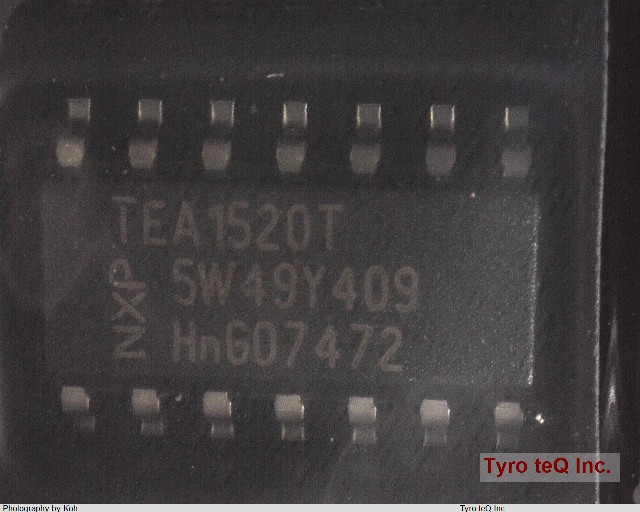 TEA1520T
NXP
5W49Y409
HnG07472
Tyro teQ Inc.
Photography by Koh
Tyro teQ Inc